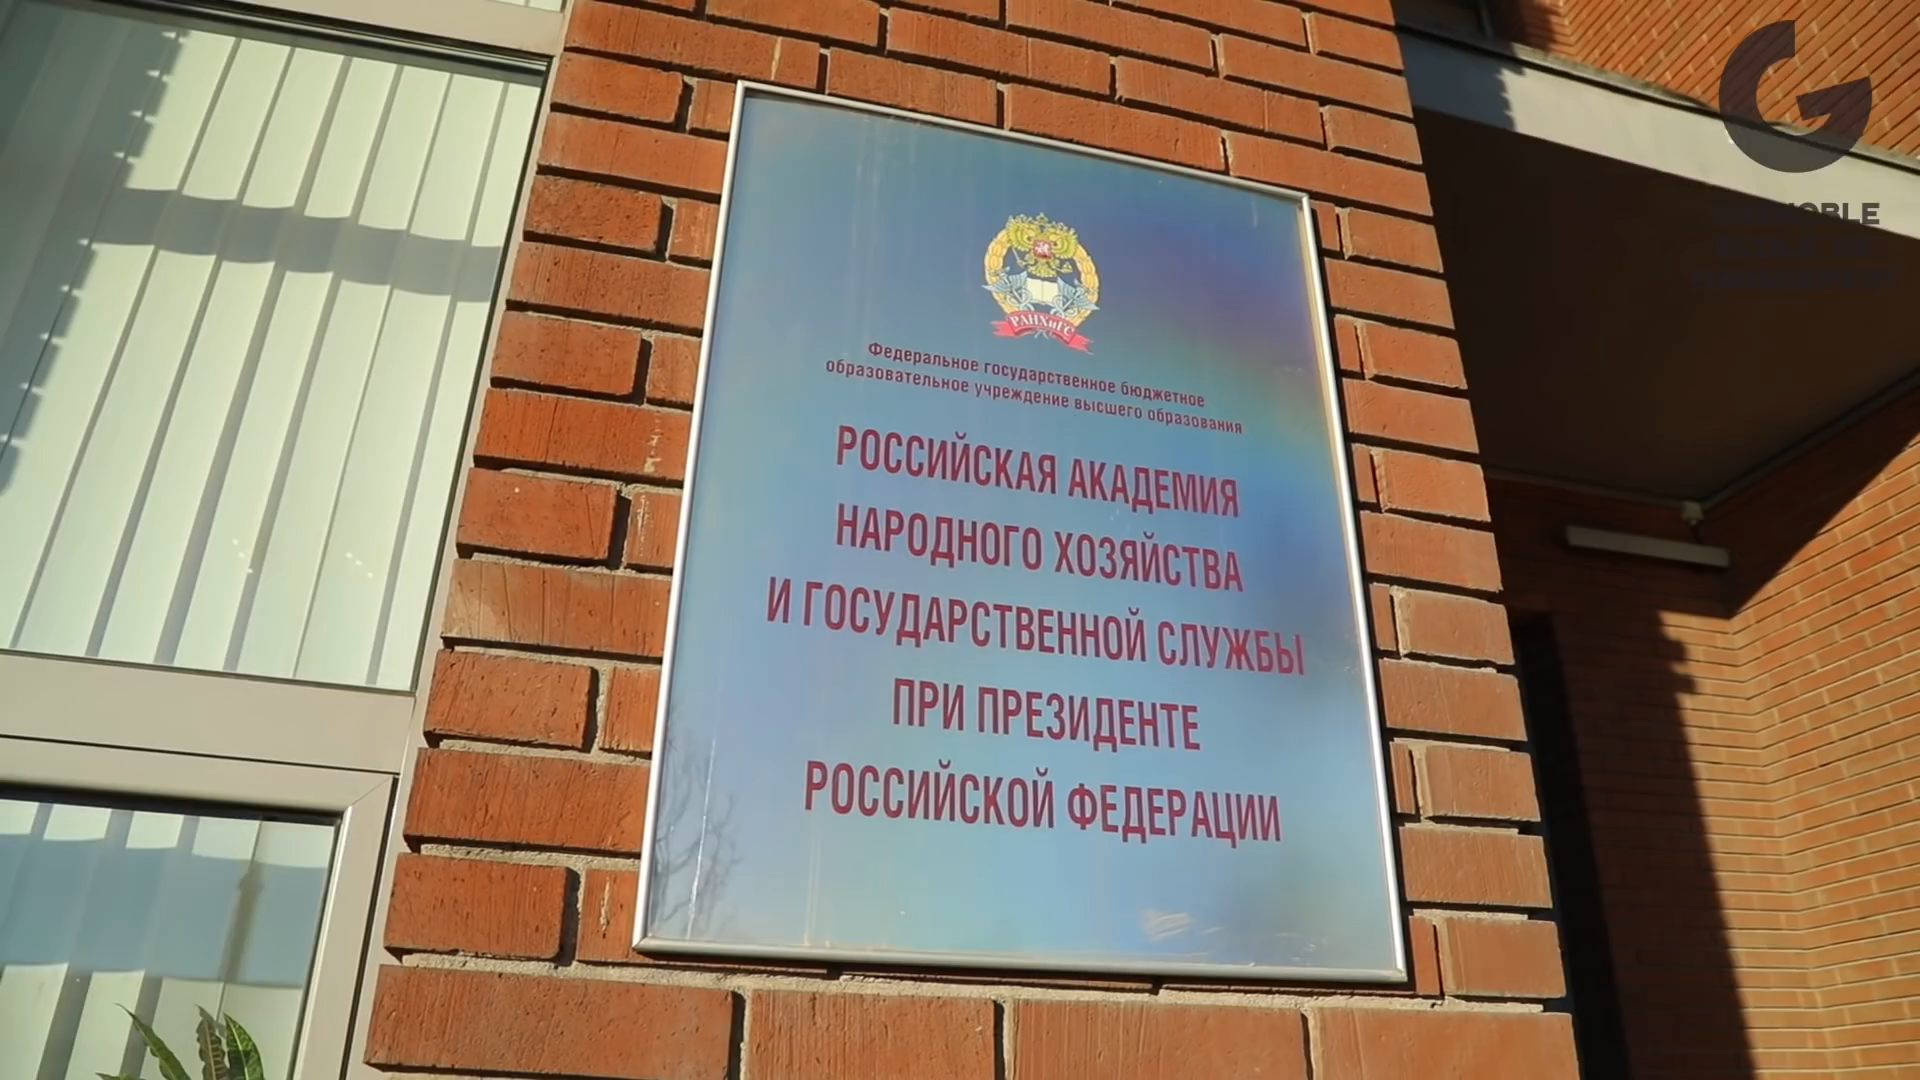 РАНХиГС
Федеральное государственное бюджетное
образовательное учреждение высшего образования
РОССИЙСКАЯ АКАДЕМИЯ
НАРОДНОГО ХОЗЯЙСТВА
И ГОСУДАРСТВЕННОЙ СЛУЖБЫ
ПРИ ПРЕЗИДЕНТЕ
РОССИЙСКОЙ ФЕДЕРАЦИИ